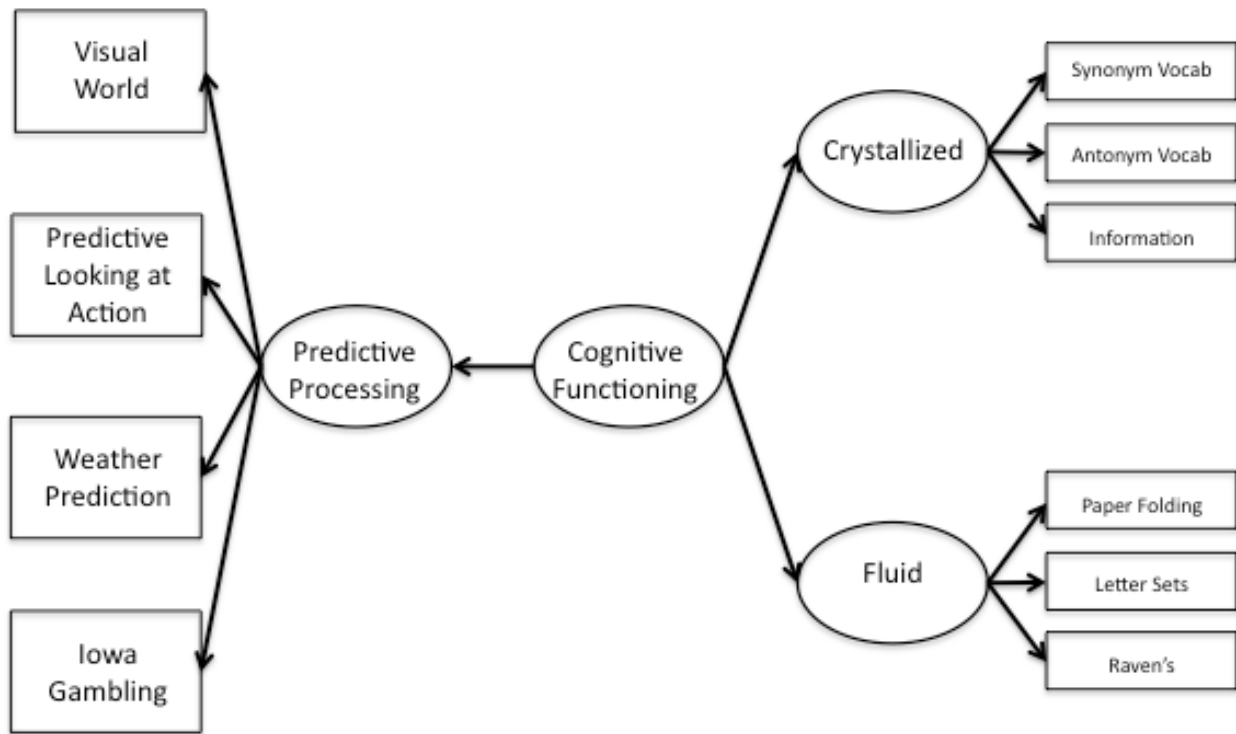 Visual
World
Predictive
Looking at
Action
Weather
Prediction
Iowa
Gambling
Predictive
Processing
Cognitive
Functioning
Crystallized
Fluid
Synonym Vocab
Antonym Vocab
Information
Paper Folding
Letter Sets
Raven's